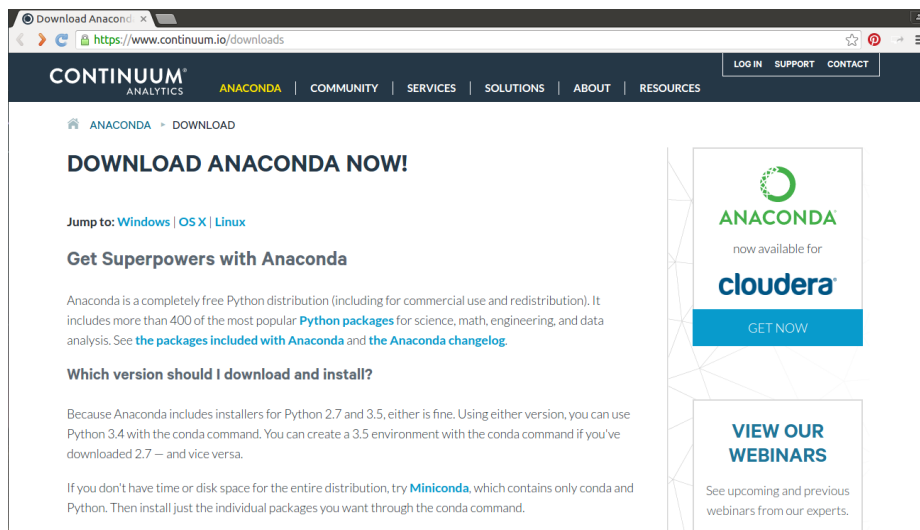 Download Anacond
https://www.continuum.io/downloads
LOG IN SUPPORT CONTACT
CONTINUUM®
ANALYTICS
ANACONDA | COMMUNITY | SERVICES | SOLUTIONS | ABOUT | RESOURCES
ANACONDA ▸ DOWNLOAD
DOWNLOAD ANACONDA NOW!
Jump to: Windows | OS X | Linux
Get Superpowers with Anaconda
Anaconda is a completely free Python distribution (including for commercial use and redistribution). It
includes more than 400 of the most popular Python packages for science, math, engineering, and data
analysis. See the packages included with Anaconda and the Anaconda changelog.
Which version should I download and install?
Because Anaconda includes installers for Python 2.7 and 3.5, either is fine. Using either version, you can use
Python 3.4 with the conda command. You can create a 3.5 environment with the conda command if you've
downloaded 2.7 — and vice versa.
If you don't have time or disk space for the entire distribution, try Miniconda, which contains only conda and
Python. Then install just the individual packages you want through the conda command.
ANACONDA
now available for
cloudera
GET NOW
VIEW OUR
WEBINARS
See upcoming and previous
webinars from our experts.